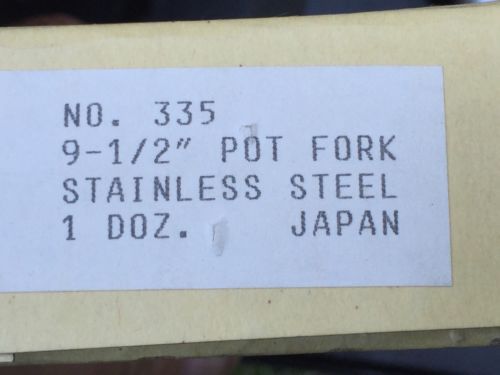 NO. 335
9-1/2" POT FORK
STAINLESS STEEL
1 DOZ. JAPAN